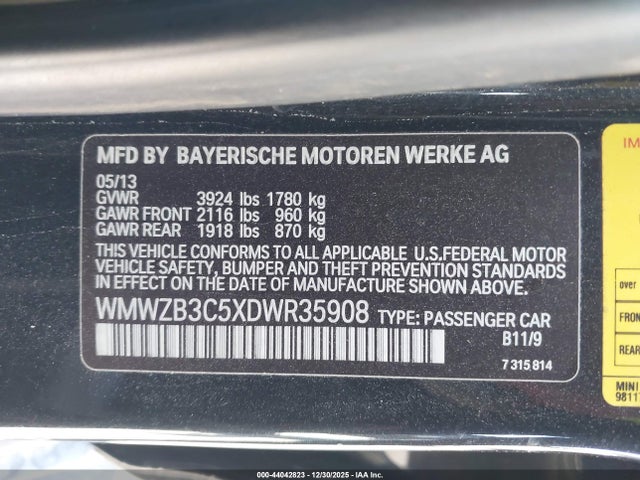 MFD BY BAYERISCHE MOTOREN WERKE AG
05/13
GVWR 3924 lbs 1780 kg
GAWR FRONT 2116 lbs 960 kg
GAWR REAR 1918 lbs 870 kg
THIS VEHICLE CONFORMS TO ALL APPLICABLE U.S.FEDERAL MOTOR
VEHICLE SAFETY, BUMPER AND THEFT PREVENTION STANDARDS
IN EFFECT ON THE DATE OF MANUFACTURE SHOWN ABOVE.
WMWZB3C5XDWR35908 TYPE: PASSENGER CAR
B11/9
7 315 814
IM
over
FRON
REAR
MINI
9811
000-44042823 - 12/30/2025 - IAA Inc.